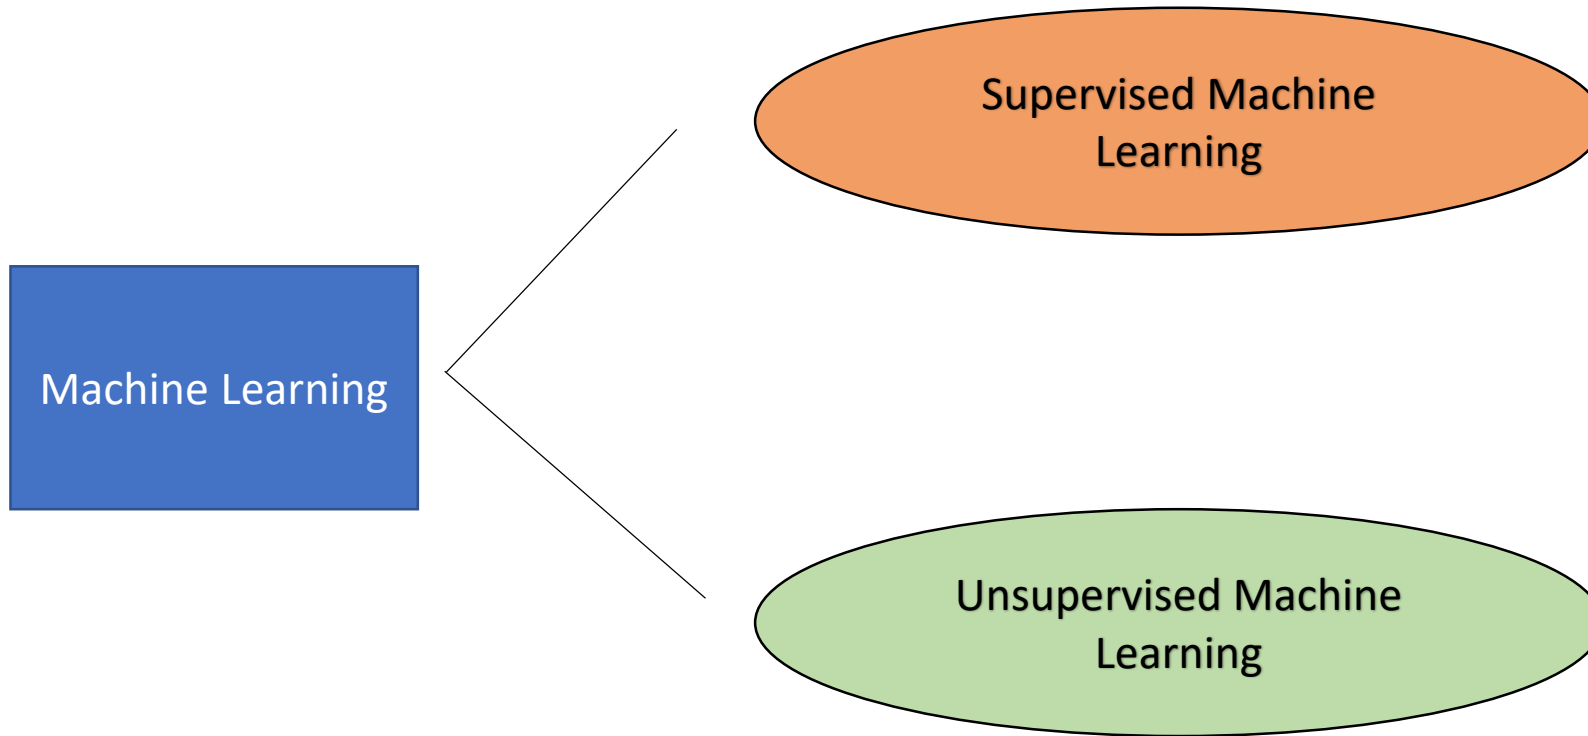 Supervised Machine
Learning
Machine Learning
Unsupervised Machine
Learning